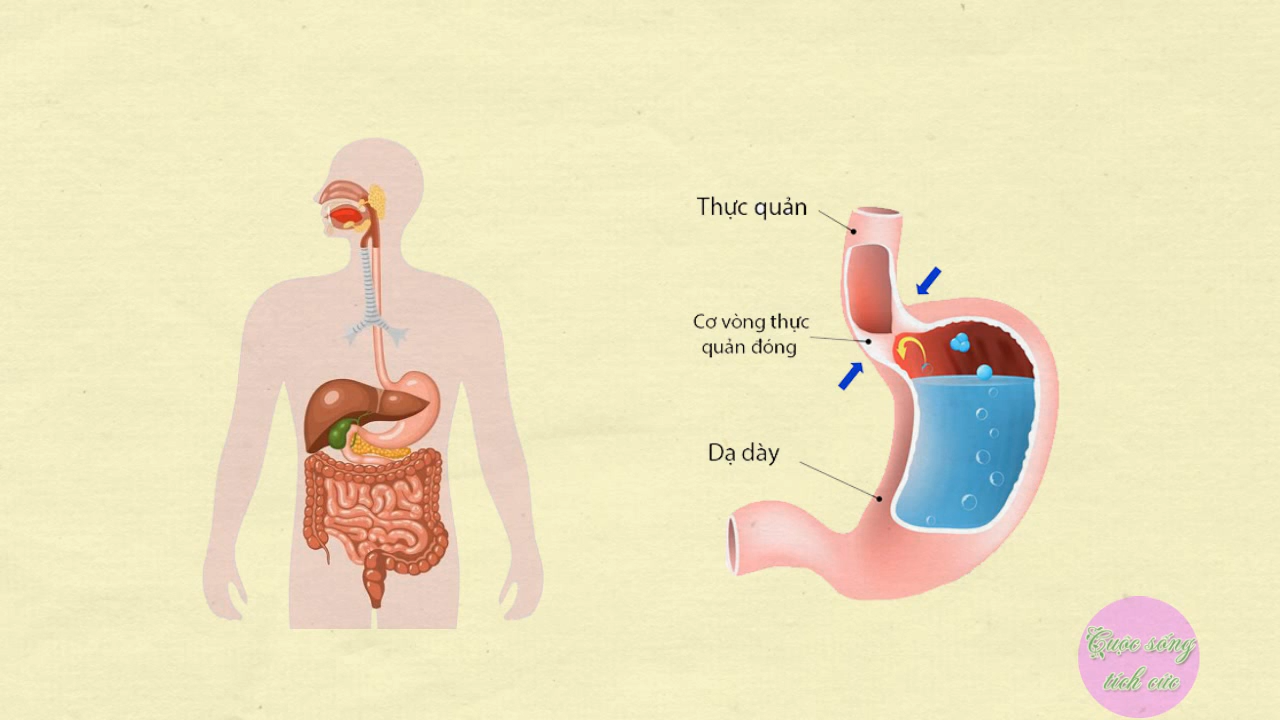 Thực quản
Cơ vòng thực
quản đóng
Dạ dày
Cuộc sống
tích cực